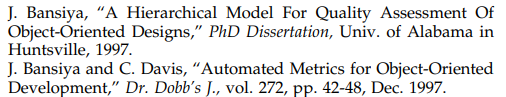 J. Bansiya, “A Hierarchical Model For Quality Assessment Of
Object-Oriented Designs,” PhD Dissertation, Univ. of Alabama in
Huntsville, 1997.
J. Bansiya and C. Davis, “Automated Metrics for Object-Oriented
Development,” Dr. Dobb’s J., vol. 272, pp. 42-48, Dec. 1997.